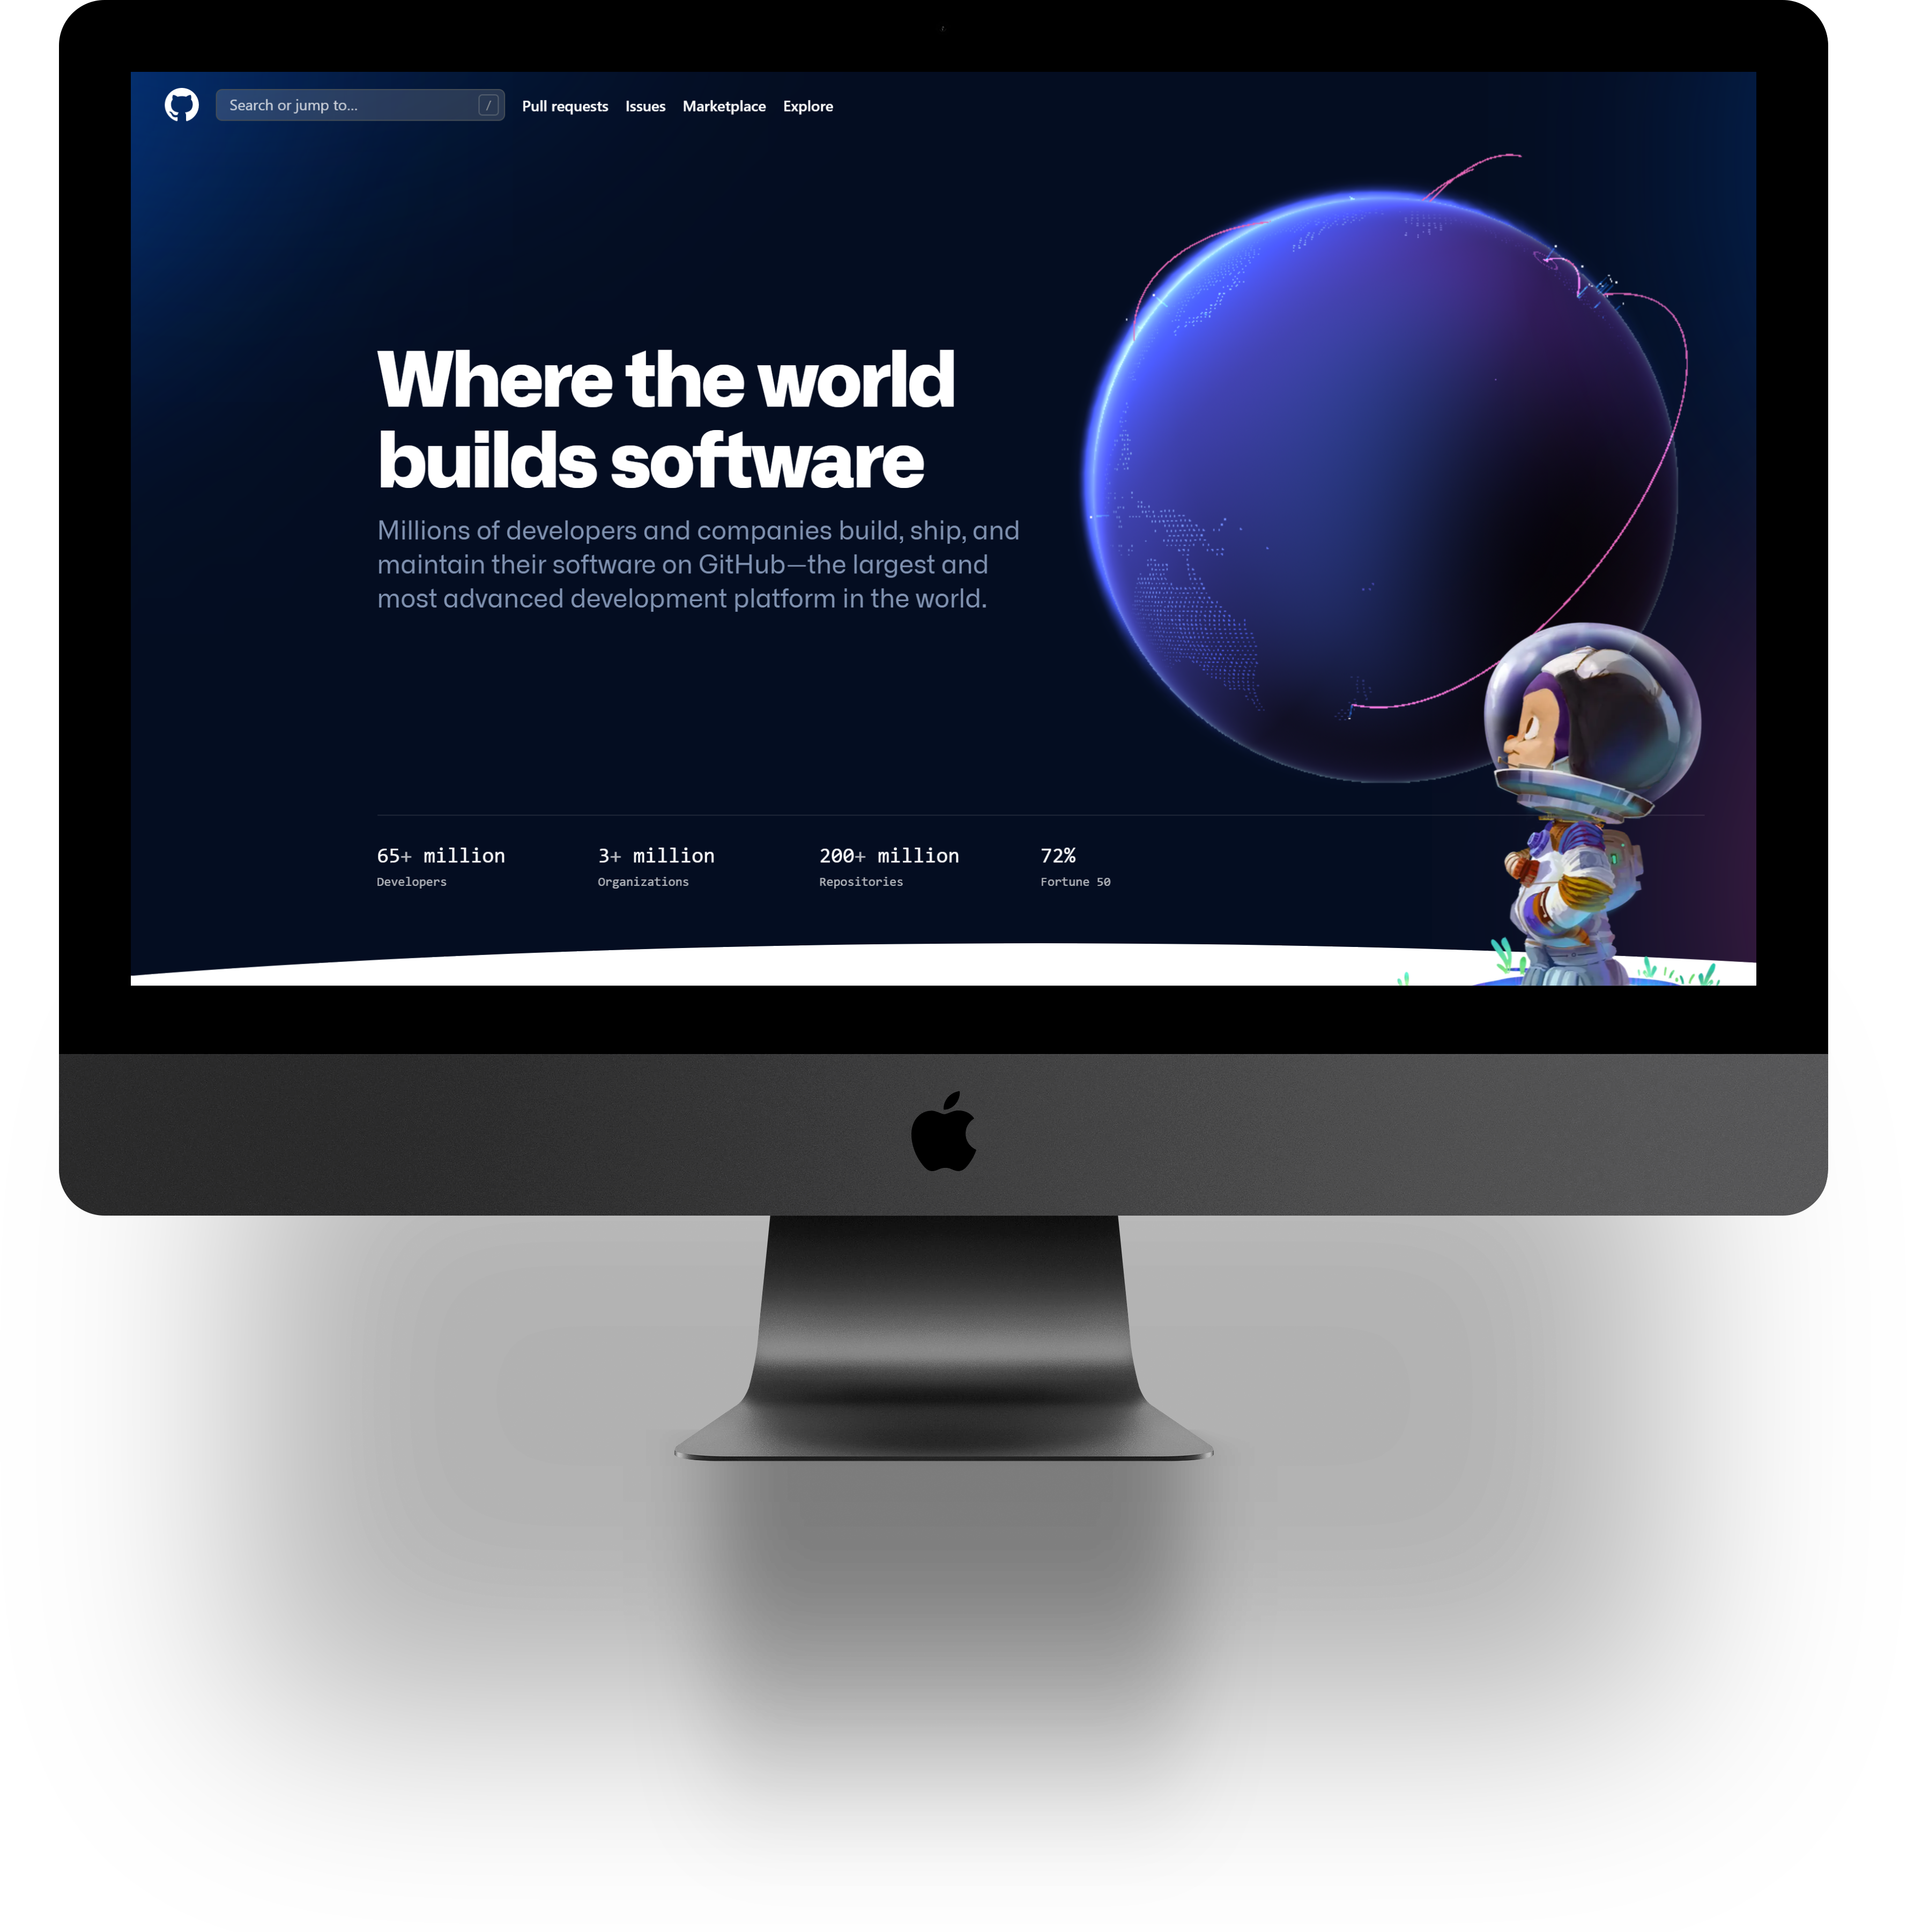 Search or jump to... /
Pull requests Issues Marketplace Explore
Where the world
builds software
Millions of developers and companies build, ship, and
maintain their software on GitHub—the largest and
most advanced development platform in the world.
65+ million
Developers
3+ million
Organizations
200+ million
Repositories
72%
Fortune 50